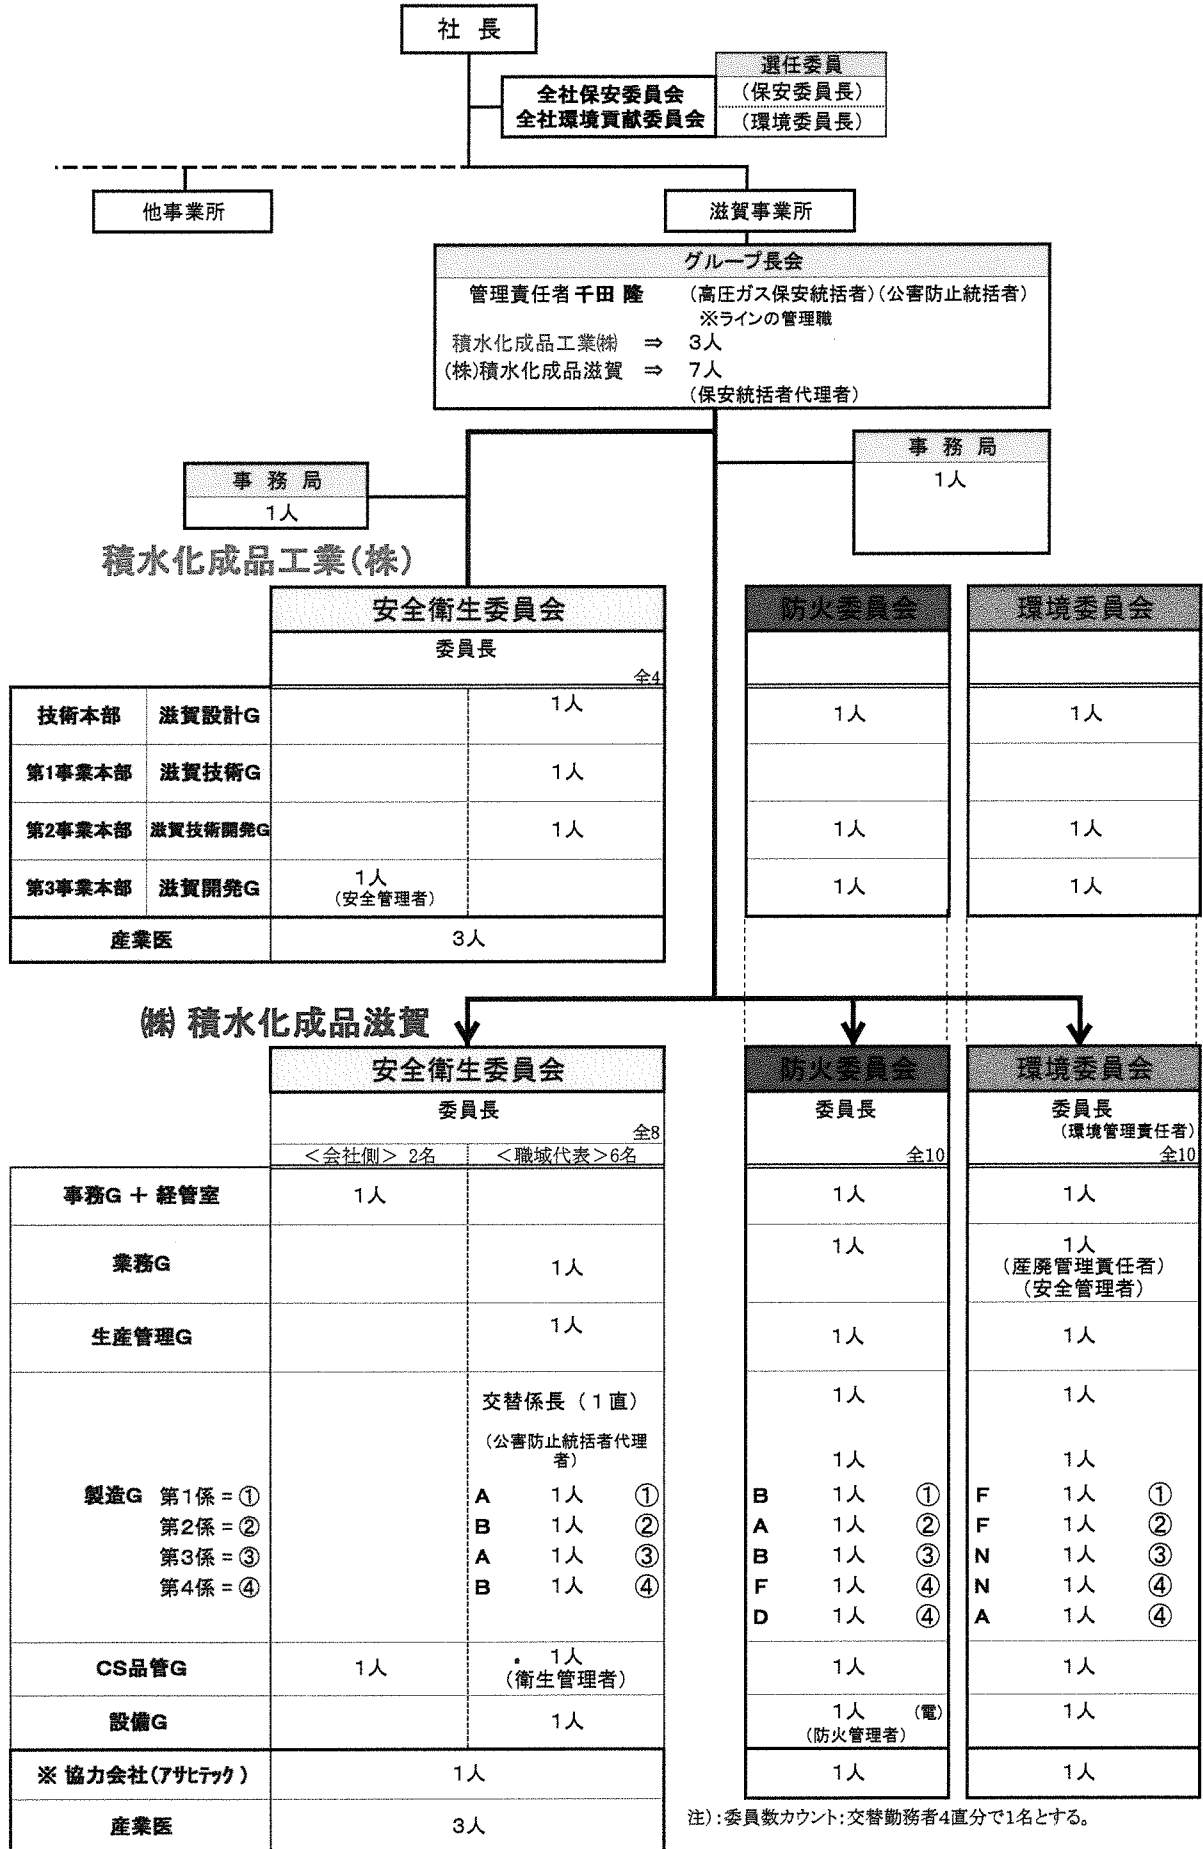 社 長
選任委員
全社保安委員会
(保安委員長)
全社環境貢献委員会
(環境委員長)
他事業所
滋賀事業所
グループ長会
管理責任者 千田 隆 (高圧ガス保安統括者)(公害防止統括者)
※ラインの管理職
積水化成品工業㈱ ⇒ 3人
(株)積水化成品滋賀 ⇒ 7人
(保安統括者代理者)
事 務 局
1人
事 務 局
1人
積水化成品工業(株)
安全衛生委員会 防火委員会 環境委員会
委員長
全4
技術本部 滋賀設計G 1人 1人 1人
第1事業本部 滋賀技術G 1人
第2事業本部 滋賀技術開発G 1人 1人 1人
第3事業本部 滋賀開発G 1人 1人 1人
(安全管理者)
産業医 3人
㈱ 積水化成品滋賀
安全衛生委員会 防火委員会 環境委員会
委員長 委員長 委員長
(環境管理責任者)
全8 全10 全10
<会社側> 2名 <職域代表>6名
事務G + 経管室 1人 1人 1人
業務G 1人 1人 1人
(産廃管理責任者)
(安全管理者)
生産管理G 1人 1人 1人
交替係長 (1直) 1人 1人
(公害防止統括者代理
者) 1人 1人
製造G 第1係 = ① A 1人 ① B 1人 ① F 1人 ①
第2係 = ② B 1人 ② A 1人 ② F 1人 ②
第3係 = ③ A 1人 ③ B 1人 ③ N 1人 ③
第4係 = ④ B 1人 ④ F 1人 ④ N 1人 ④
D 1人 ④ A 1人 ④
CS品管G 1人 1人 1人 1人
(衛生管理者)
設備G 1人 1人 (電) 1人
(防火管理者)
※ 協力会社(アサヒテック) 1人 1人 1人
産業医 3人
注):委員数カウント:交替勤務者4直分で1名とする。